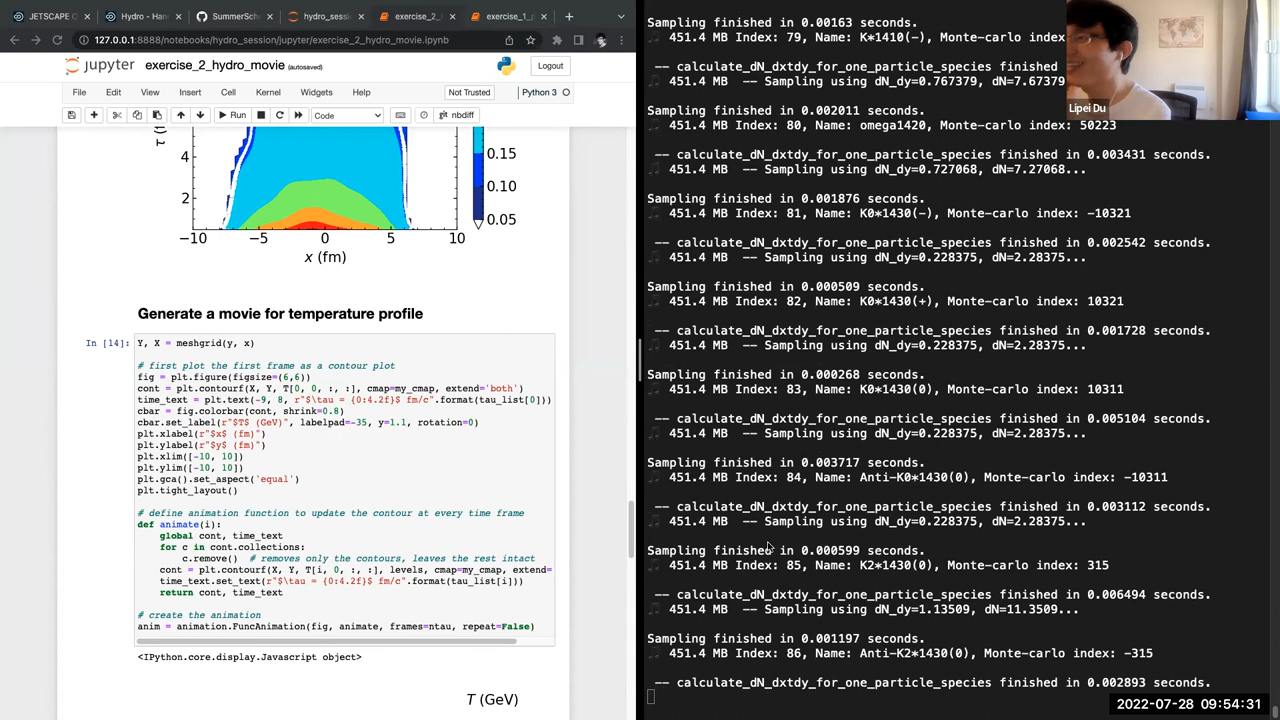 JETSCAPE O
Hydro - Han
SummerSch
hydro_sessi
exercise_2_
exercise_1_p
127.0.0.1:8888/notebooks/hydro_session/jupyter/exercise_2_hydro_movie.ipynb
jupyter exercise_2_hydro_movie (autosaved)
Logout
File Edit View Insert Cell Kernel Widgets Help
Not Trusted
Python 3
Run
Code
nbdiff
4
2
0.15
0.10
0.05
−10 −5 0 5 10
x (fm)
Generate a movie for temperature profile
In [14]:
Y, X = meshgrid(y, x)
# first plot the first frame as a contour plot
fig = plt.figure(figsize=(6,6))
cont = plt.contourf(X, Y, T[0, 0, :, :], cmap=my_cmap, extend='both')
time_text = plt.text(-9, 8, r"$\tau = {0:4.2f}$ fm/c".format(tau_list[0]))
cbar = fig.colorbar(cont, shrink=0.8)
cbar.set_label(r"$T$ (GeV)", labelpad=-35, y=1.1, rotation=0)
plt.xlabel(r"$x$ (fm)")
plt.ylabel(r"$y$ (fm)")
plt.xlim([-10, 10])
plt.ylim([-10, 10])
plt.gca().set_aspect('equal')
plt.tight_layout()
# define animation function to update the contour at every time frame
def animate(i):
global cont, time_text
for c in cont.collections:
c.remove() # removes only the contours, leaves the rest intact
cont = plt.contourf(X, Y, T[i, 0, :, :], levels, cmap=my_cmap, extend=
time_text.set_text(r"$\tau = {0:4.2f}$ fm/c".format(tau_list[i]))
return cont, time_text
# create the animation
anim = animation.FuncAnimation(fig, animate, frames=ntau, repeat=False)
<IPython.core.display.Javascript object>
T (GeV)
Sampling finished in 0.00163 seconds.
451.4 MB Index: 79, Name: K*1410(-), Monte-carlo index
-- calculate_dN_dxtdy_for_one_particle_species finished
451.4 MB -- Sampling using dN_dy=0.767379, dN=7.67379
Sampling finished in 0.002011 seconds.
451.4 MB Index: 80, Name: omega1420, Monte-carlo index: 50223
-- calculate_dN_dxtdy_for_one_particle_species finished in 0.003431 seconds.
451.4 MB -- Sampling using dN_dy=0.727068, dN=7.27068...
Sampling finished in 0.001876 seconds.
451.4 MB Index: 81, Name: K0*1430(-), Monte-carlo index: -10321
-- calculate_dN_dxtdy_for_one_particle_species finished in 0.002542 seconds.
451.4 MB -- Sampling using dN_dy=0.228375, dN=2.28375...
Sampling finished in 0.000509 seconds.
451.4 MB Index: 82, Name: K0*1430(+), Monte-carlo index: 10321
-- calculate_dN_dxtdy_for_one_particle_species finished in 0.001728 seconds.
451.4 MB -- Sampling using dN_dy=0.228375, dN=2.28375...
Sampling finished in 0.000268 seconds.
451.4 MB Index: 83, Name: K0*1430(0), Monte-carlo index: 10311
-- calculate_dN_dxtdy_for_one_particle_species finished in 0.005104 seconds.
451.4 MB -- Sampling using dN_dy=0.228375, dN=2.28375...
Sampling finished in 0.003717 seconds.
451.4 MB Index: 84, Name: Anti-K0*1430(0), Monte-carlo index: -10311
-- calculate_dN_dxtdy_for_one_particle_species finished in 0.003112 seconds.
451.4 MB -- Sampling using dN_dy=0.228375, dN=2.28375...
Sampling finished in 0.000599 seconds.
451.4 MB Index: 85, Name: K2*1430(0), Monte-carlo index: 315
-- calculate_dN_dxtdy_for_one_particle_species finished in 0.006494 seconds.
451.4 MB -- Sampling using dN_dy=1.13509, dN=11.3509...
Sampling finished in 0.001197 seconds.
451.4 MB Index: 86, Name: Anti-K2*1430(0), Monte-carlo index: -315
-- calculate_dN_dxtdy_for_one_particle_species finished in 0.002893 seconds.
Lipei Du
2022-07-28 09:54:31